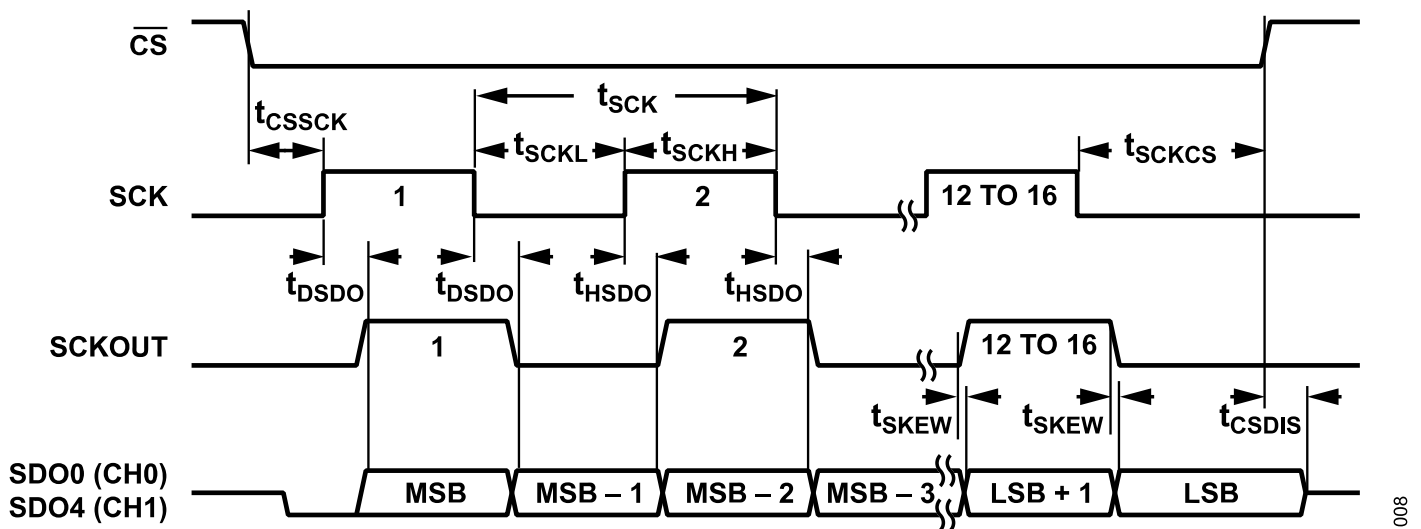 CS
tSCK
tCSSCK
tSCKL tSCKH tSCKCS
SCK 1 2 12 TO 16
tDSDO tDSDO tHSDO tHSDO
SCKOUT 1 2 12 TO 16
tSKEW tSKEW tCSDIS
SDO0 (CH0)
SDO4 (CH1)
MSB MSB – 1 MSB – 2 MSB – 3 LSB + 1 LSB
008